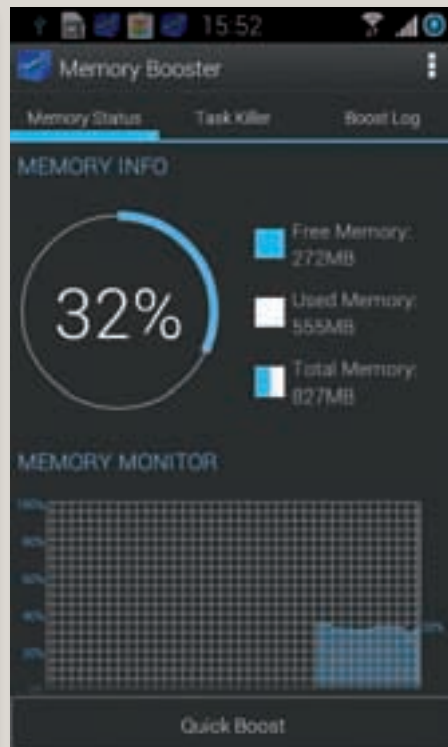 15:52
Memory Booster
Memory Status Task Killer Boost Log
MEMORY INFO
32%
Free Memory:
272MB
Used Memory:
555MB
Total Memory:
827MB
MEMORY MONITOR
100%
80%
60%
40%
20%
Quick Boost